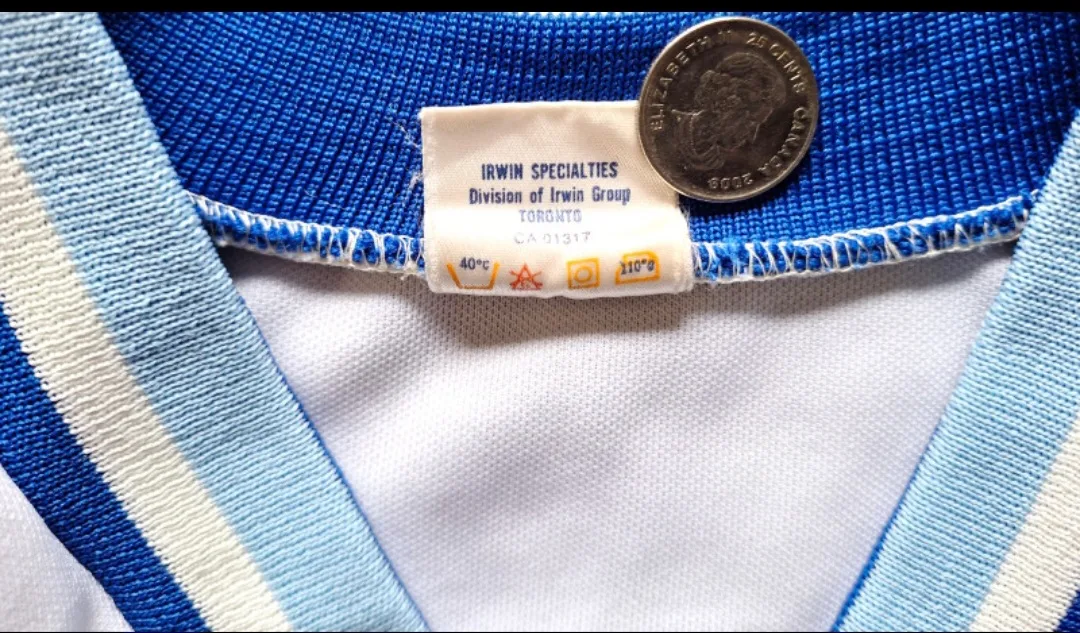 IRWIN SPECIALTIES
Division of Irwin Group
TORONTO
CA 01317
40°C
110°
ELIZABETH II 25 CENTS CANADA 2008